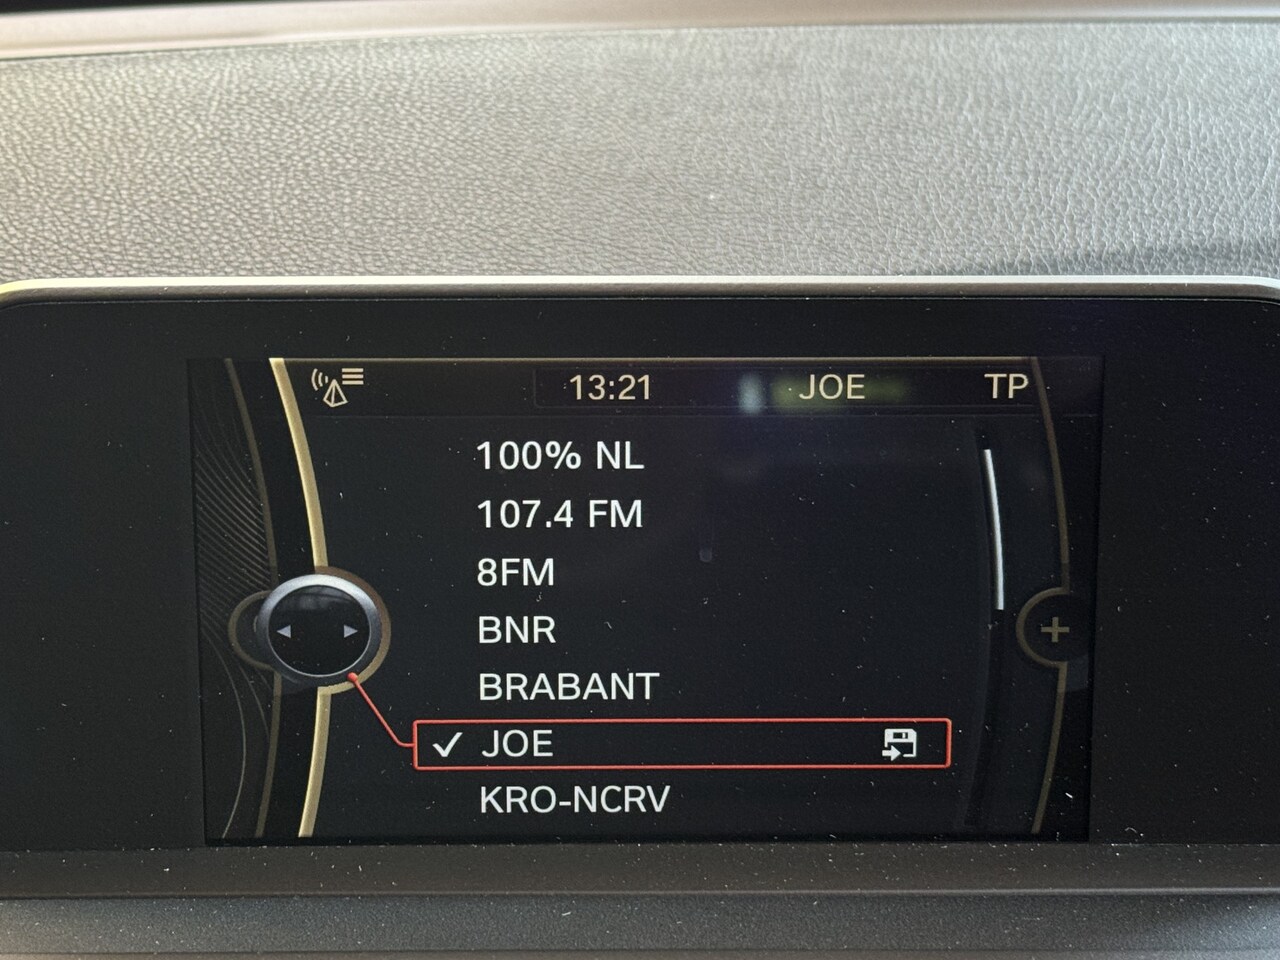 13:21 JOE TP
100% NL
107.4 FM
8FM
BNR
BRABANT
JOE
KRO-NCRV